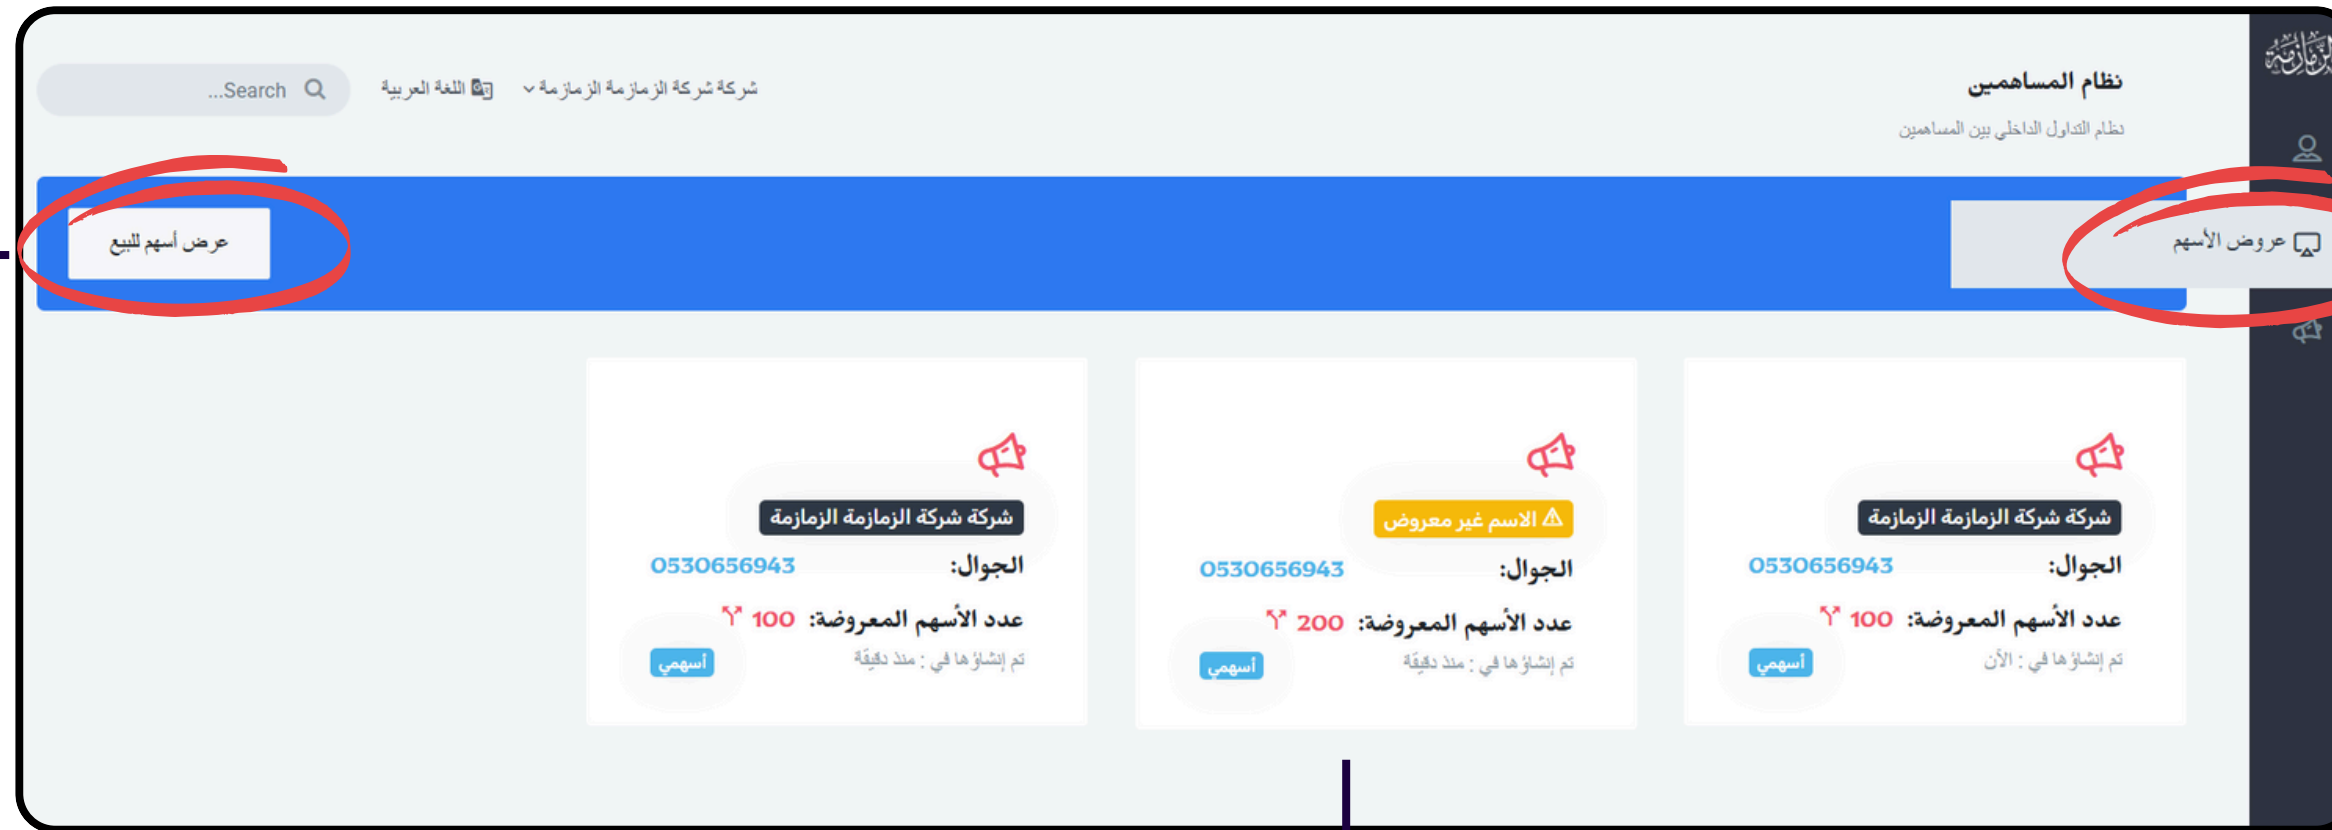 الزمازمة
نظام المساهمين
نظام التداول الداخلي بين المساهمين
شركة شركة الزمازمة الزمازمة
اللغة العربية
Search...
عروض الأسهم
عرض أسهم للبيع
شركة شركة الزمازمة الزمازمة
الجوال: 0530656943
عدد الأسهم المعروضة: 100
تم إنشاؤها في : الأن
أسهمي
الاسم غير معروض
الجوال: 0530656943
عدد الأسهم المعروضة: 200
تم إنشاؤها في : منذ دقيقة
أسهمي
شركة شركة الزمازمة الزمازمة
الجوال: 0530656943
عدد الأسهم المعروضة: 100
تم إنشاؤها في : منذ دقيقة
أسهمي